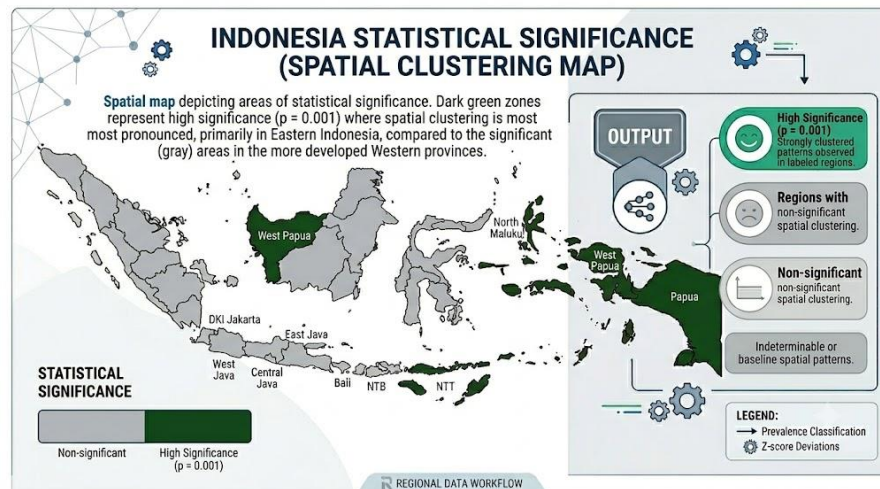 INDONESIA STATISTICAL SIGNIFICANCE
(SPATIAL CLUSTERING MAP)
Spatial map depicting areas of statistical significance. Dark green zones
represent high significance (p = 0.001) where spatial clustering is most
most pronounced, primarily in Eastern Indonesia, compared to the significant
(gray) areas in the more developed Western provinces.
OUTPUT
High Significance
(p = 0.001)
Strongly clustered
patterns observed
in labeled regions.
Regions with
non-significant
spatial clustering.
Non-significant
non-significant
spatial clustering.
Indeterminable or
baseline spatial patterns.
West Papua
North
Maluku
West
Papua
Papua
DKI Jakarta
East Java
West
Java
Central
Java
Baii
NTB
NTT
STATISTICAL
SIGNIFICANCE
Non-significant
High Significance
(p = 0.001)
LEGEND:
Prevalence Classification
Z-score Deviations
REGIONAL DATA WORKFLOW